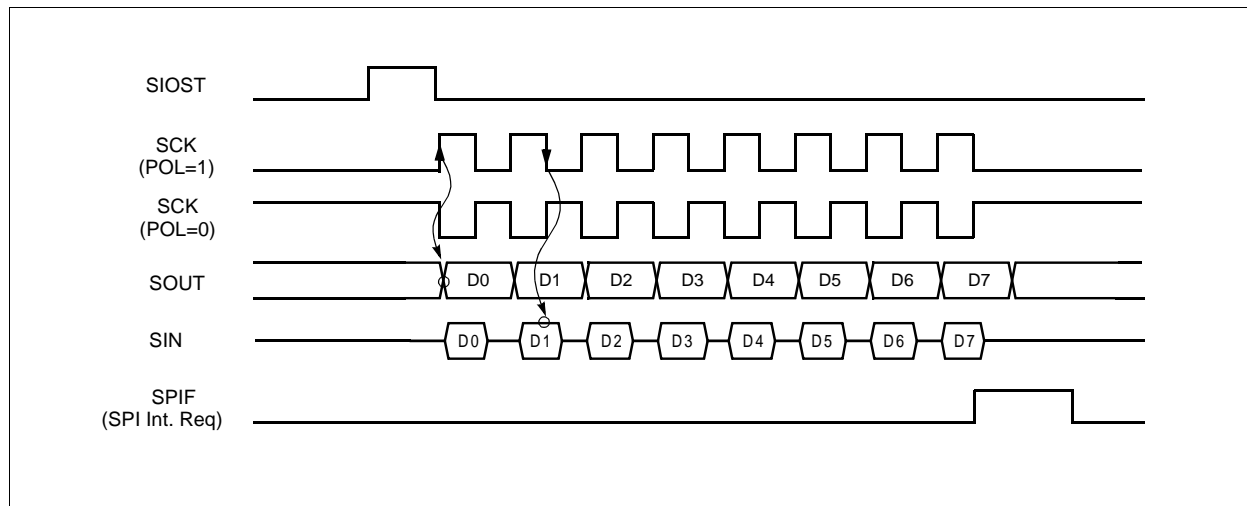 SIOST
SCK
(POL=1)
SCK
(POL=0)
SOUT
D0 D1 D2 D3 D4 D5 D6 D7
SIN
D0 D1 D2 D3 D4 D5 D6 D7
SPIF
(SPI Int. Req)